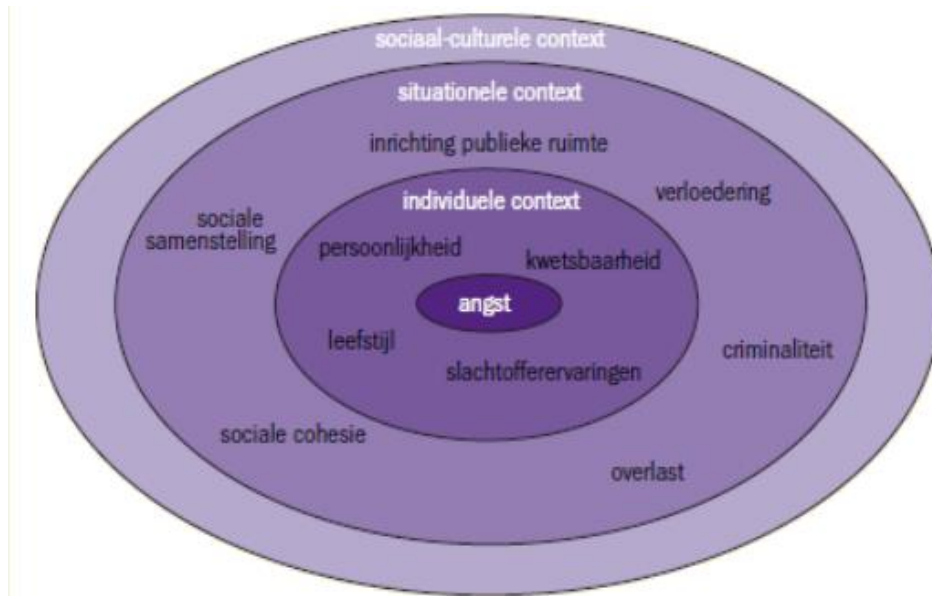 sociaal-culturele context
situationele context
inrichting publieke ruimte
verloedering
individuele context
sociale
samenstelling
persoonlijkheid
kwetsbaarheid
angst
leefstijl
criminaliteit
slachtofferervaringen
sociale cohesie
overlast